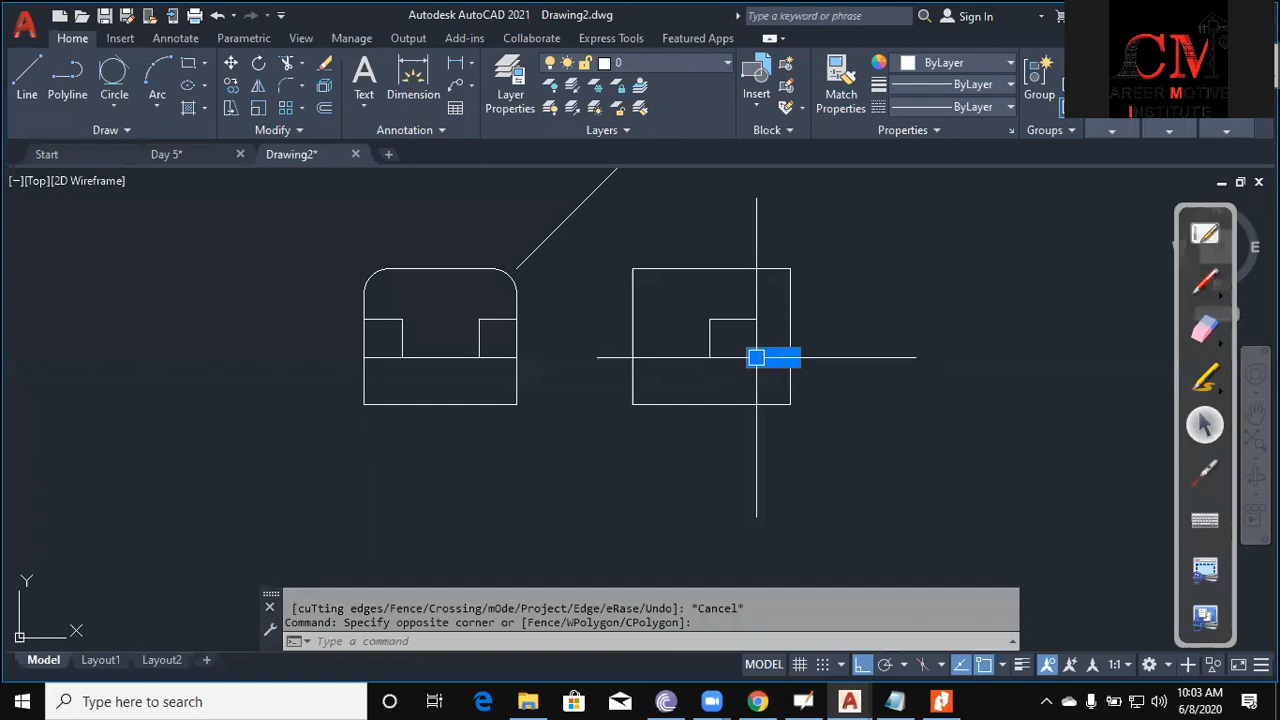 Autodesk AutoCAD 2021 Drawing2.dwg
Type a keyword or phrase
Sign In
Home Insert Annotate Parametric View Manage Output Add-ins Collaborate Express Tools Featured Apps
CM
AREER MOTIVE
INSTITUTE
Line Polyline Circle Arc
Text Dimension
Layer Properties
0
Insert
Match Properties
ByLayer
ByLayer
ByLayer
Group
Draw Modify Annotation Layers Block Properties Groups
Start Day 5* Drawing2*
[−][Top][2D Wireframe]
E
Y
X
[cuTting edges/Fence/Crossing/mOde/Project/Edge/eRase/Undo]: *Cancel*
Command: Specify opposite corner or [Fence/WPolygon/CPolygon]:
Type a command
Model Layout1 Layout2
MODEL
1:1
Type here to search
10:03 AM
6/8/2020